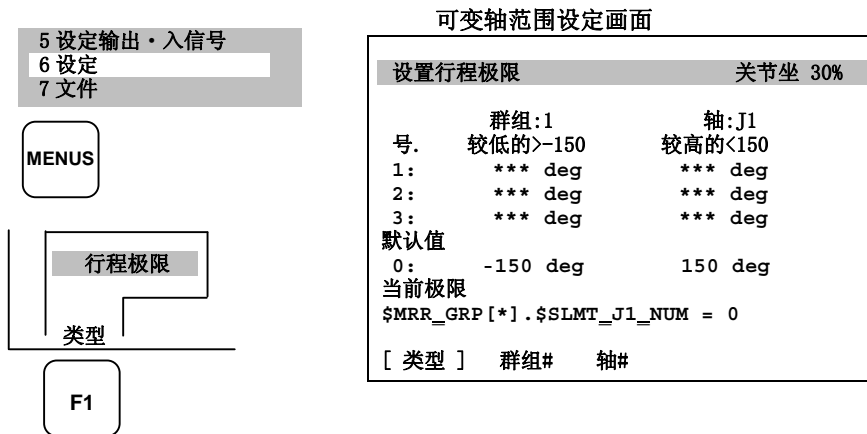 5 设定输出・入信号
6 设定
7 文件
MENUS
行程极限
类型
F1
可变轴范围设定画面
设置行程极限 关节坐 30%
群组:1 轴:J1
号. 较低的>-150 较高的<150
1: *** deg *** deg
2: *** deg *** deg
3: *** deg *** deg
默认值
0: -150 deg 150 deg
当前极限
$MRR_GRP[*].$SLMT_J1_NUM = 0
[ 类型 ] 群组# 轴#